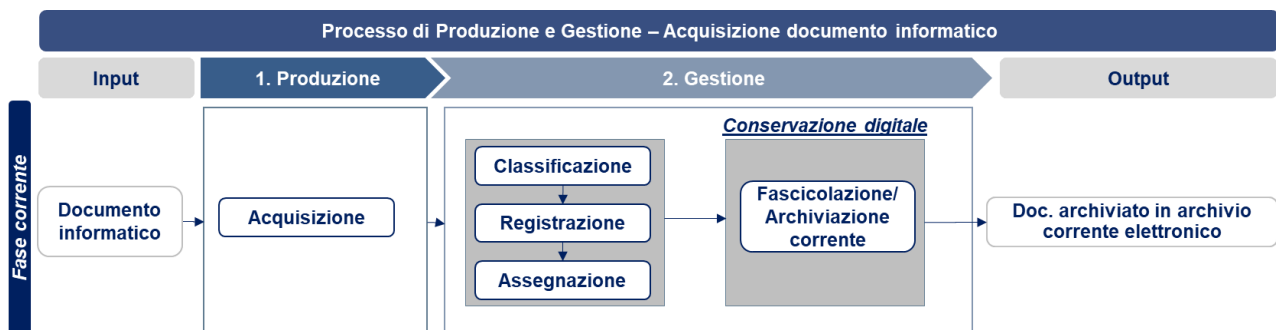 Processo di Produzione e Gestione – Acquisizione documento informatico
Input
1. Produzione
2. Gestione
Output
Fase corrente
Documento
informatico
Acquisizione
Classificazione
Registrazione
Assegnazione
Conservazione digitale
Fascicolazione/
Archiviazione
corrente
Doc. archiviato in archivio
corrente elettronico